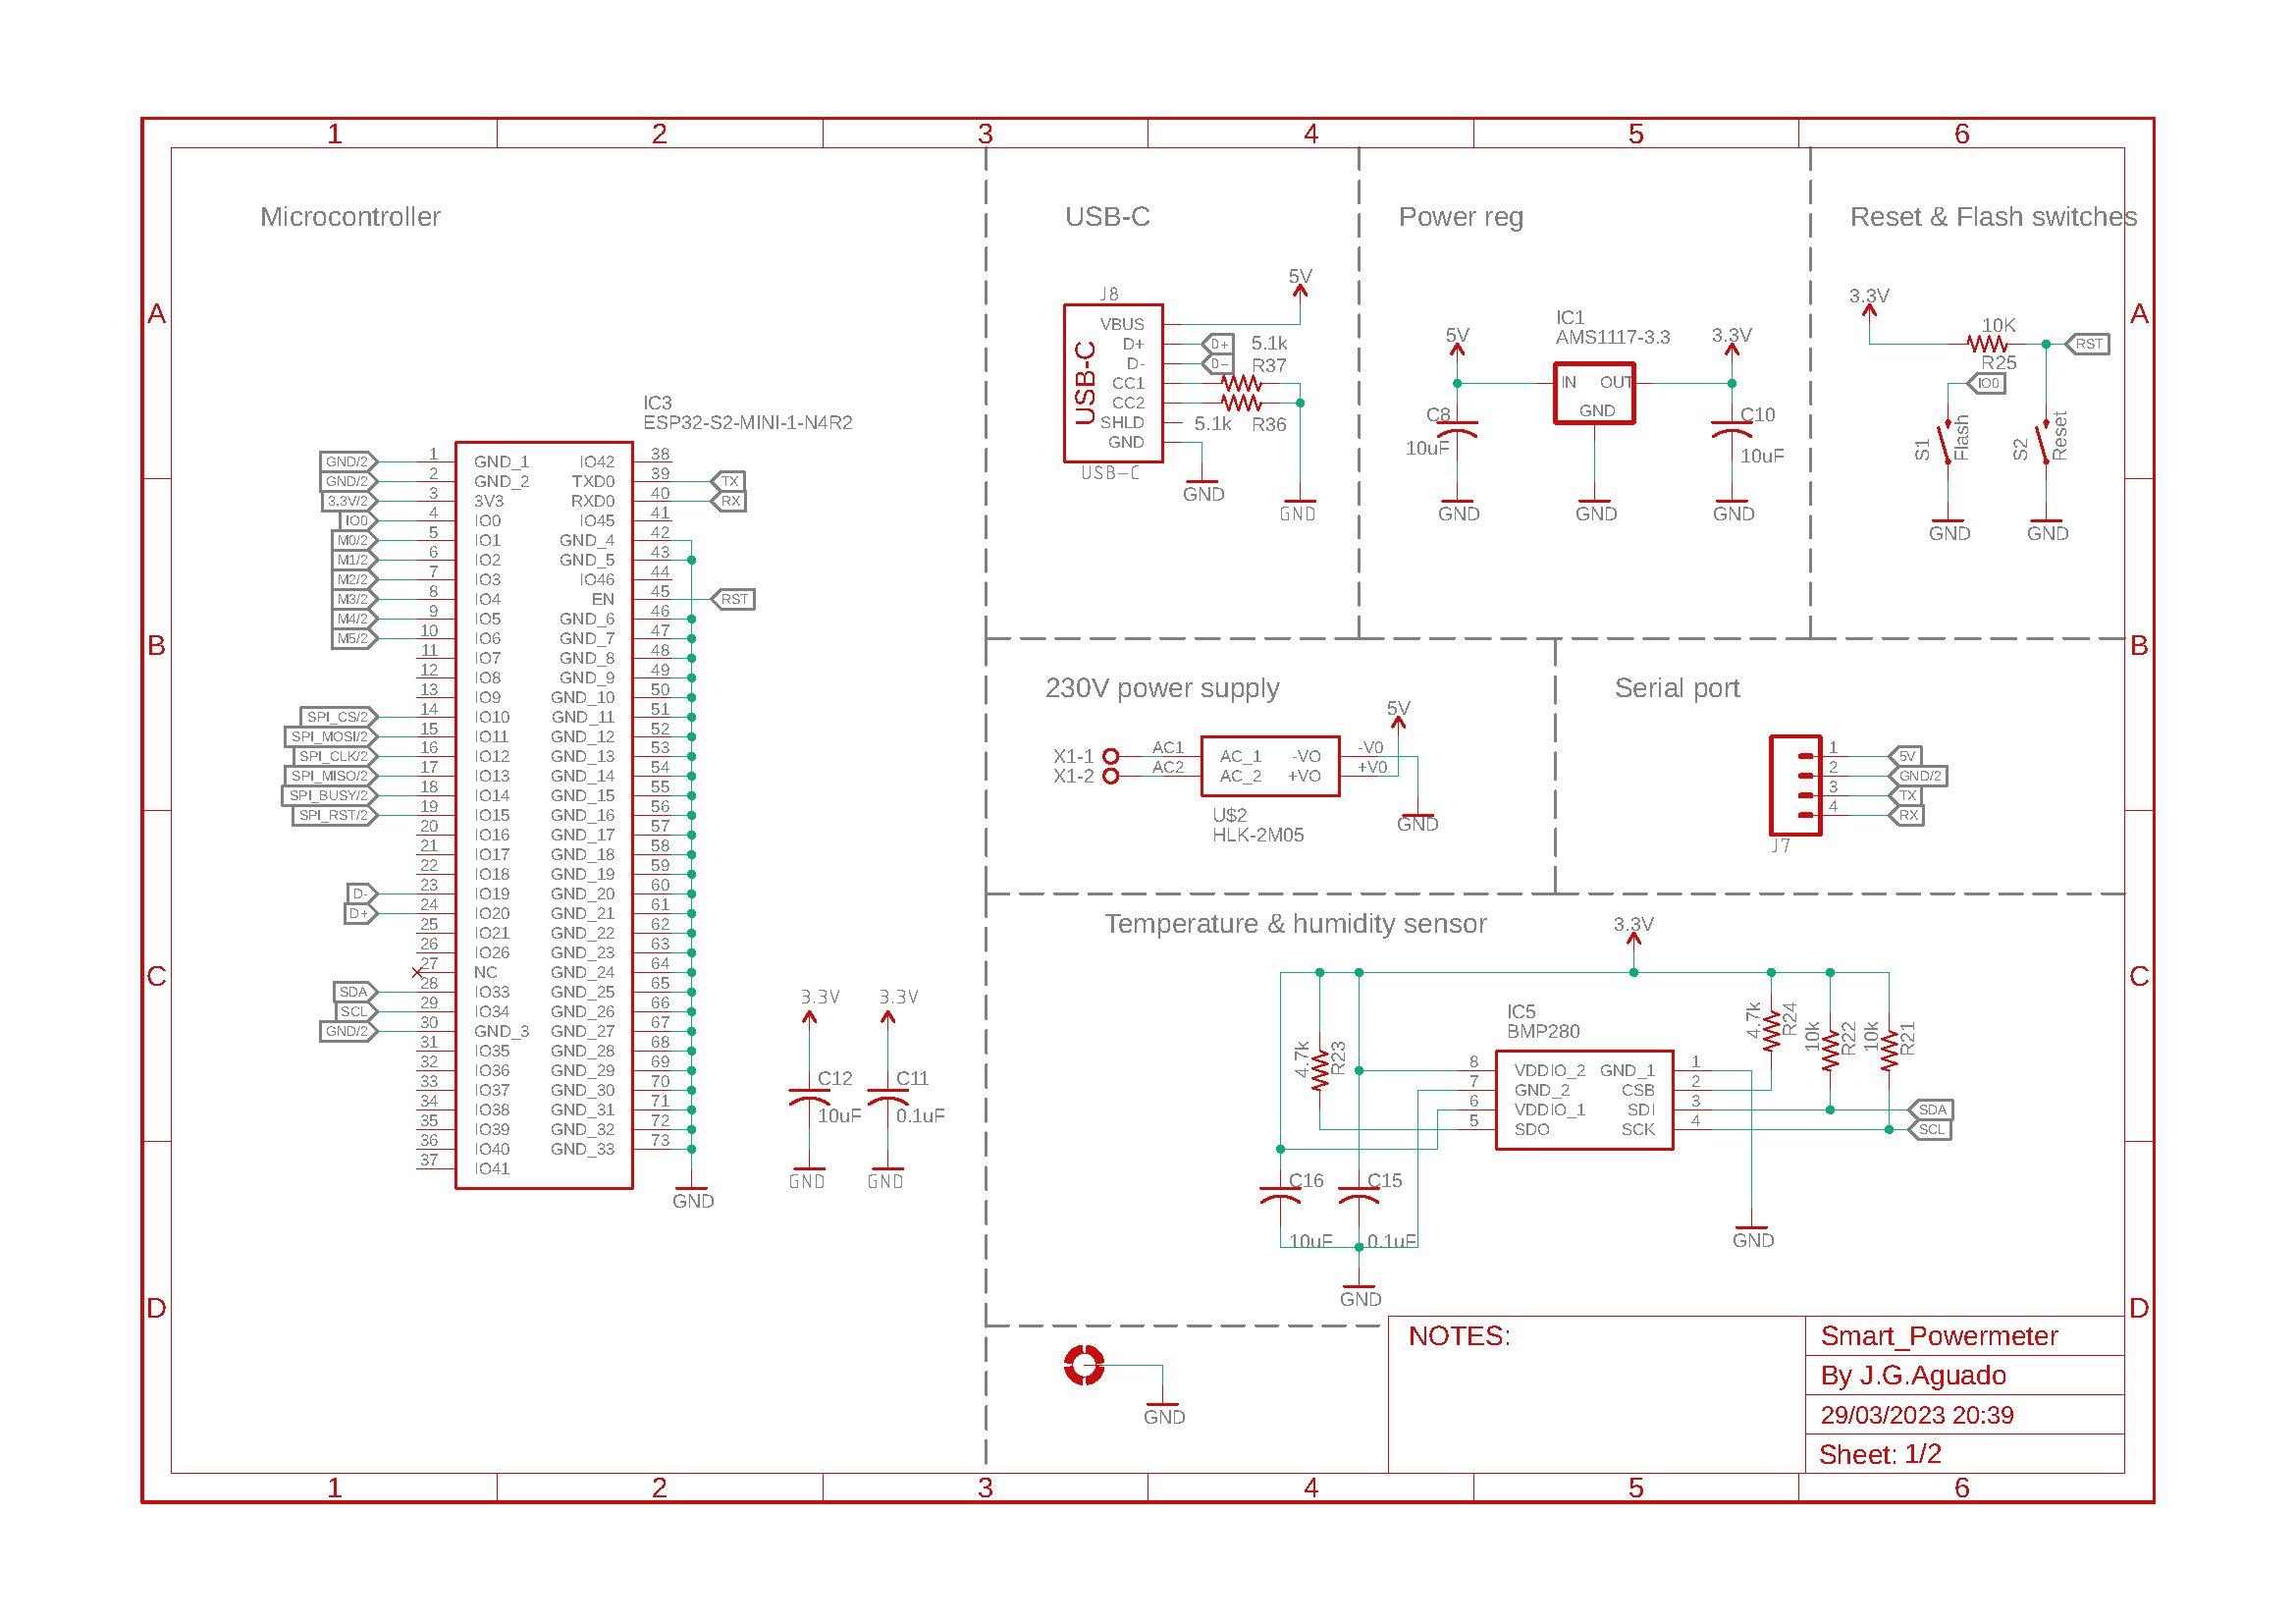 1 2 3 4 5 6
A
B
C
D
A
B
C
D
Microcontroller
IC3
ESP32-S2-MINI-1-N4R2
GND/2 1 GND_1
GND/2 2 GND_2
3.3V/2 3 3V3
IO0 4 IO0
M0/2 5 IO1
M1/2 6 IO2
M2/2 7 IO3
M3/2 8 IO4
M4/2 9 IO5
M5/2 10 IO6
11 IO7
12 IO8
13 IO9
SPI_CS/2 14 IO10
SPI_MOSI/2 15 IO11
SPI_CLK/2 16 IO12
SPI_MISO/2 17 IO13
SPI_BUSY/2 18 IO14
SPI_RST/2 19 IO15
20 IO16
21 IO17
22 IO18
D- 23 IO19
D+ 24 IO20
25 IO21
26 IO26
27 NC
SDA 28 IO33
SCL 29 IO34
GND/2 30 GND_3
31 IO35
32 IO36
33 IO37
34 IO38
35 IO39
36 IO40
37 IO41
IO42 38
TXD0 39 TX
RXD0 40 RX
IO45 41
GND_4 42
GND_5 43
IO46 44
EN 45 RST
GND_6 46
GND_7 47
GND_8 48
GND_9 49
GND_10 50
GND_11 51
GND_12 52
GND_13 53
GND_14 54
GND_15 55
GND_16 56
GND_17 57
GND_18 58
GND_19 59
GND_20 60
GND_21 61
GND_22 62
GND_23 63
GND_24 64
GND_25 65
GND_26 66
GND_27 67
GND_28 68
GND_29 69
GND_30 70
GND_31 71
GND_32 72
GND_33 73
GND
3.3V 3.3V
C12 C11
10uF 0.1uF
GND GND
USB-C
5V
J8
USB-C
VBUS
D+ D+ 5.1k
D- D- R37
CC1
CC2
SHLD 5.1k R36
GND
USB-C
GND
GND
Power reg
IC1
AMS1117-3.3
5V 3.3V
IN OUT
GND
C8 C10
10uF 10uF
GND GND GND
Reset & Flash switches
3.3V
10K
R25
RST
IO0
S1 Flash
S2 Reset
GND GND
230V power supply
5V
X1-1 AC1 AC_1 -VO -V0
X1-2 AC2 AC_2 +VO +V0
U$2
HLK-2M05
GND
Serial port
1 5V
2 GND/2
3 TX
4 RX
J7
Temperature & humidity sensor
3.3V
IC5
BMP280
4.7k R23
4.7k R24
10k R22
10k R21
8 VDDIO_2 GND_1 1
7 GND_2 CSB 2
6 VDDIO_1 SDI 3 SDA
5 SDO SCK 4 SCL
C16 C15
10uF 0.1uF
GND
GND
GND
NOTES:
Smart_Powermeter
By J.G.Aguado
29/03/2023 20:39
Sheet: 1/2
1 2 3 4 5 6